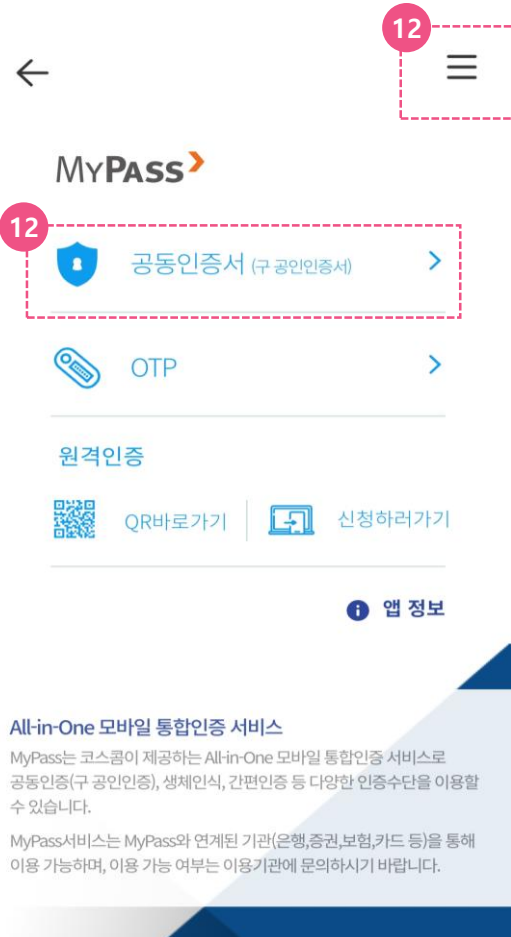 12
MYPASS
12
공동인증서 (구 공인인증서)
OTP
원격인증
QR바로가기
신청하러가기
앱 정보
All-in-One 모바일 통합인증 서비스
MyPass는 코스콤이 제공하는 All-in-One 모바일 통합인증 서비스로
공동인증(구 공인인증), 생체인식, 간편인증 등 다양한 인증수단을 이용할
수 있습니다.
MyPass서비스는 MyPass와 연계된 기관(은행,증권,보험,카드 등)을 통해
이용 가능하며, 이용 가능 여부는 이용기관에 문의하시기 바랍니다.